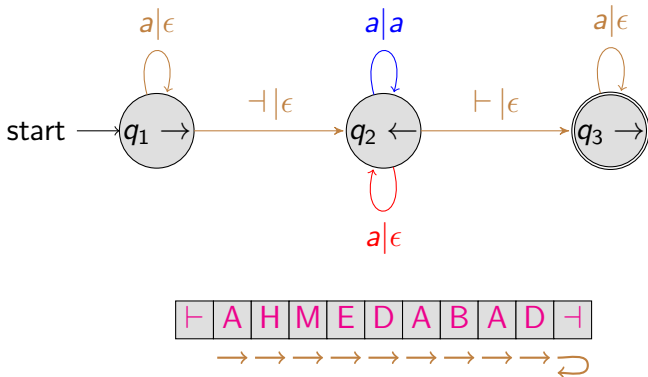 a|ϵ a|a a|ϵ
⊣|ϵ ⊢|ϵ
start q₁ → q₂ ← q₃ →
a|ϵ
⊢ A H M E D A B A D ⊣